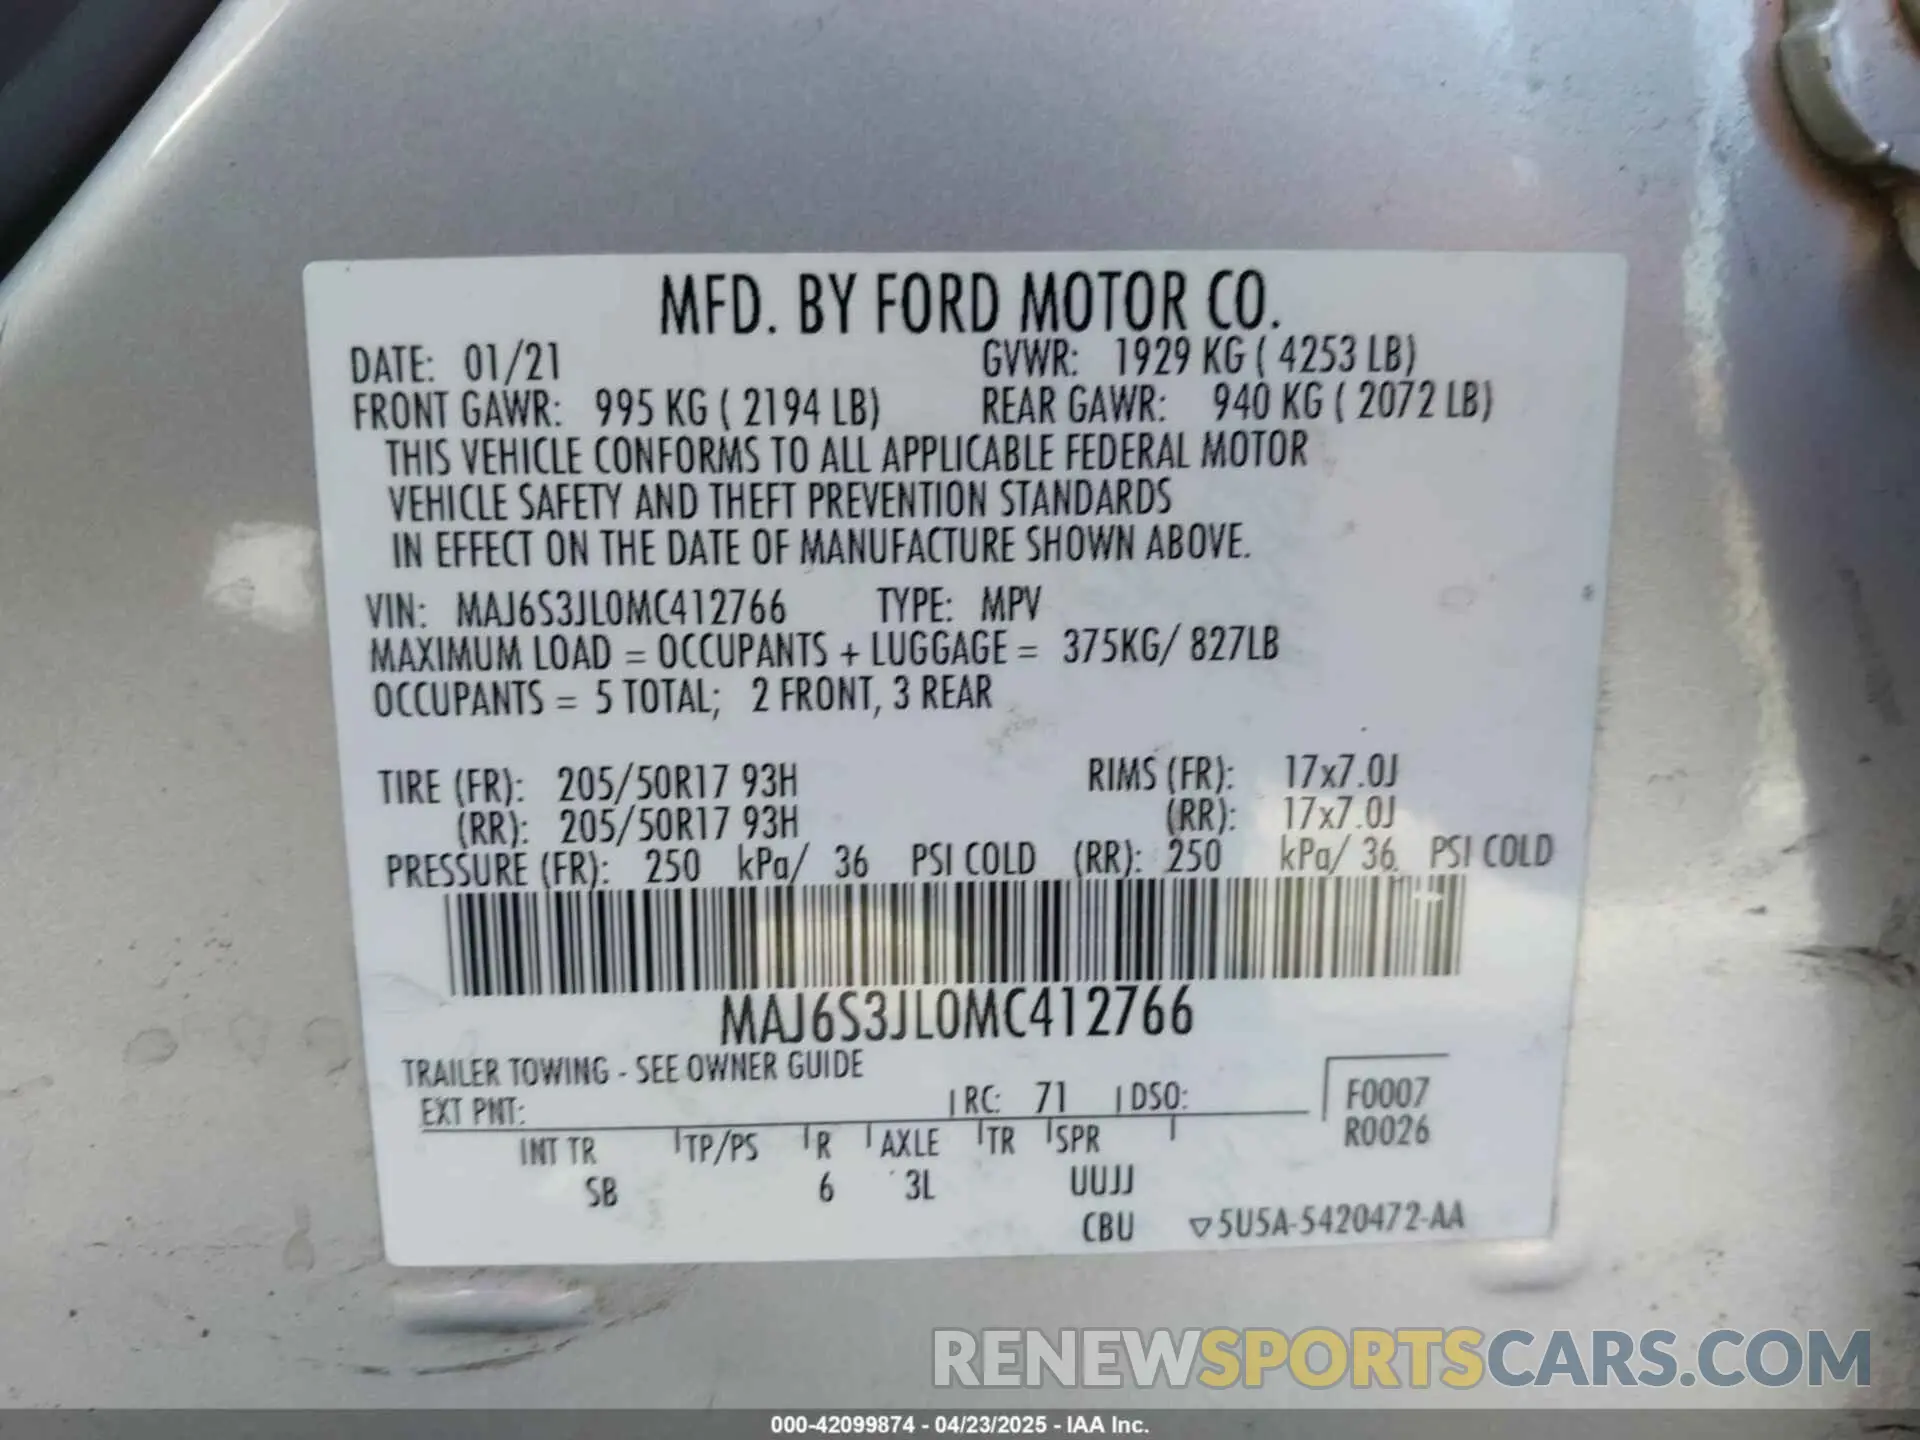 MFD. BY FORD MOTOR CO.
DATE: 01/21 GVWR: 1929 KG ( 4253 LB)
FRONT GAWR: 995 KG ( 2194 LB) REAR GAWR: 940 KG ( 2072 LB)
THIS VEHICLE CONFORMS TO ALL APPLICABLE FEDERAL MOTOR
VEHICLE SAFETY AND THEFT PREVENTION STANDARDS
IN EFFECT ON THE DATE OF MANUFACTURE SHOWN ABOVE.
VIN: MAJ6S3JL0MC412766 TYPE: MPV
MAXIMUM LOAD = OCCUPANTS + LUGGAGE = 375KG/ 827LB
OCCUPANTS = 5 TOTAL; 2 FRONT, 3 REAR
TIRE (FR): 205/50R17 93H RIMS (FR): 17x7.0J
(RR): 205/50R17 93H (RR): 17x7.0J
PRESSURE (FR): 250 kPa/ 36 PSI COLD (RR): 250 kPa/ 36 PSI COLD
MAJ6S3JL0MC412766
TRAILER TOWING - SEE OWNER GUIDE
EXT PNT: RC: 71 DSO: F0007
R0026
INT TR TP/PS R AXLE TR SPR
SB 6 3L UUJJ
CBU ▽5U5A-5420472-AA
RENEWSPORTSCARS.COM
000-42099874 - 04/23/2025 - IAA Inc.